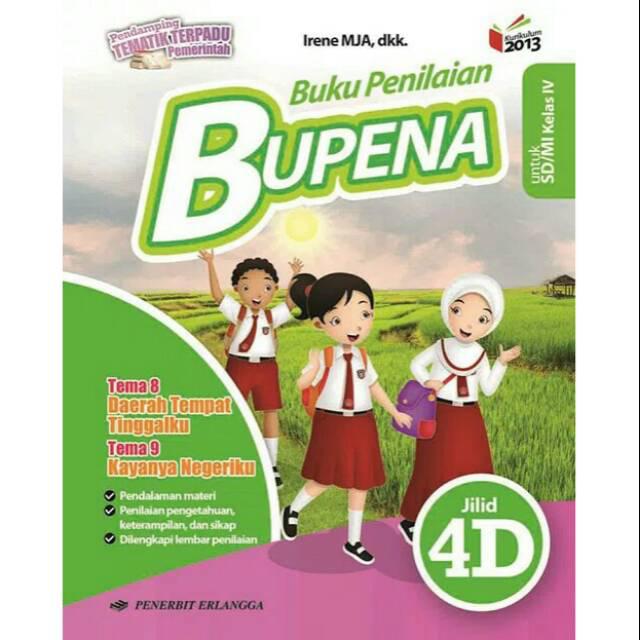 Pendamping
TEMATIK TERPADU
Pemerintah
Irene MJA, dkk.
Kurikulum
2013
Buku Penilaian
BUPENA
untuk
SD/MI Kelas IV
Tema 8
Daerah Tempat
Tinggalku
Tema 9
Kayanya Negeriku
Pendalaman materi
Penilaian pengetahuan,
keterampilan, dan sikap
Dilengkapi lembar penilaian
Jilid
4D
PENERBIT ERLANGGA